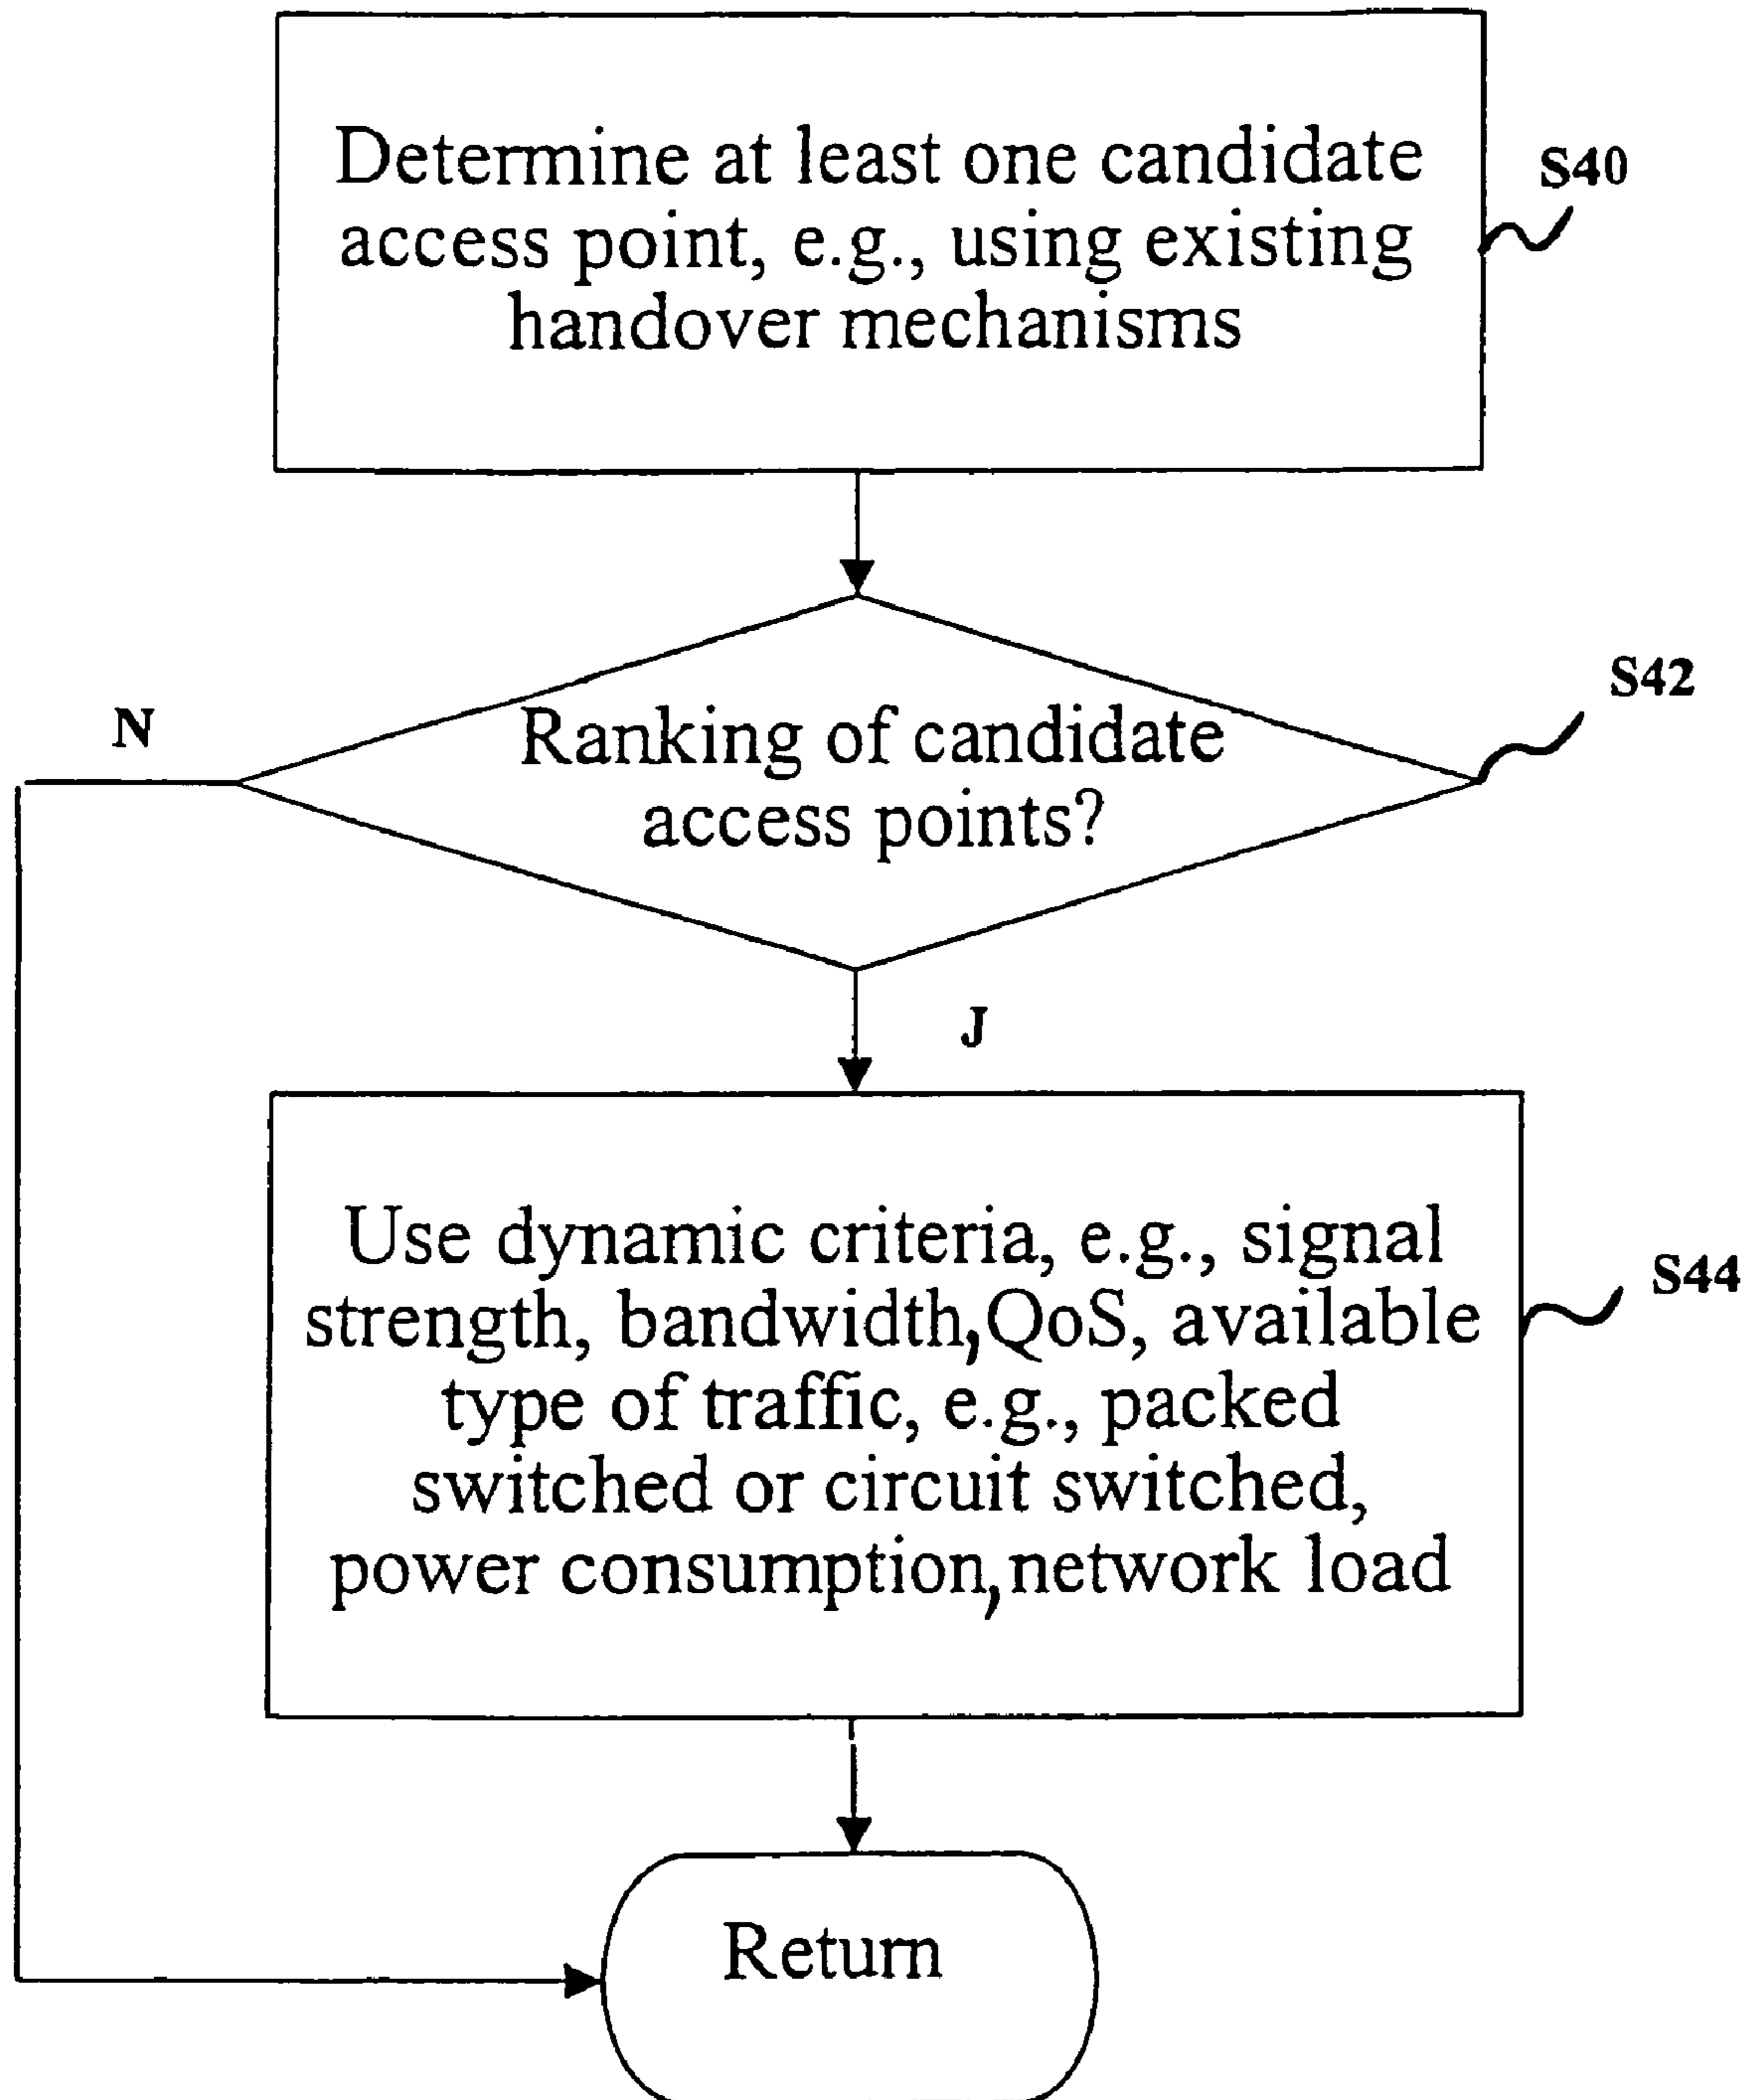 Determine at least one candidate
access point, e.g., using existing
handover mechanisms
S40
Ranking of candidate
access points?
S42
N
J
Use dynamic criteria, e.g., signal
strength, bandwidth,QoS, available
type of traffic, e.g., packed
switched or circuit switched,
power consumption,network load
S44
Return